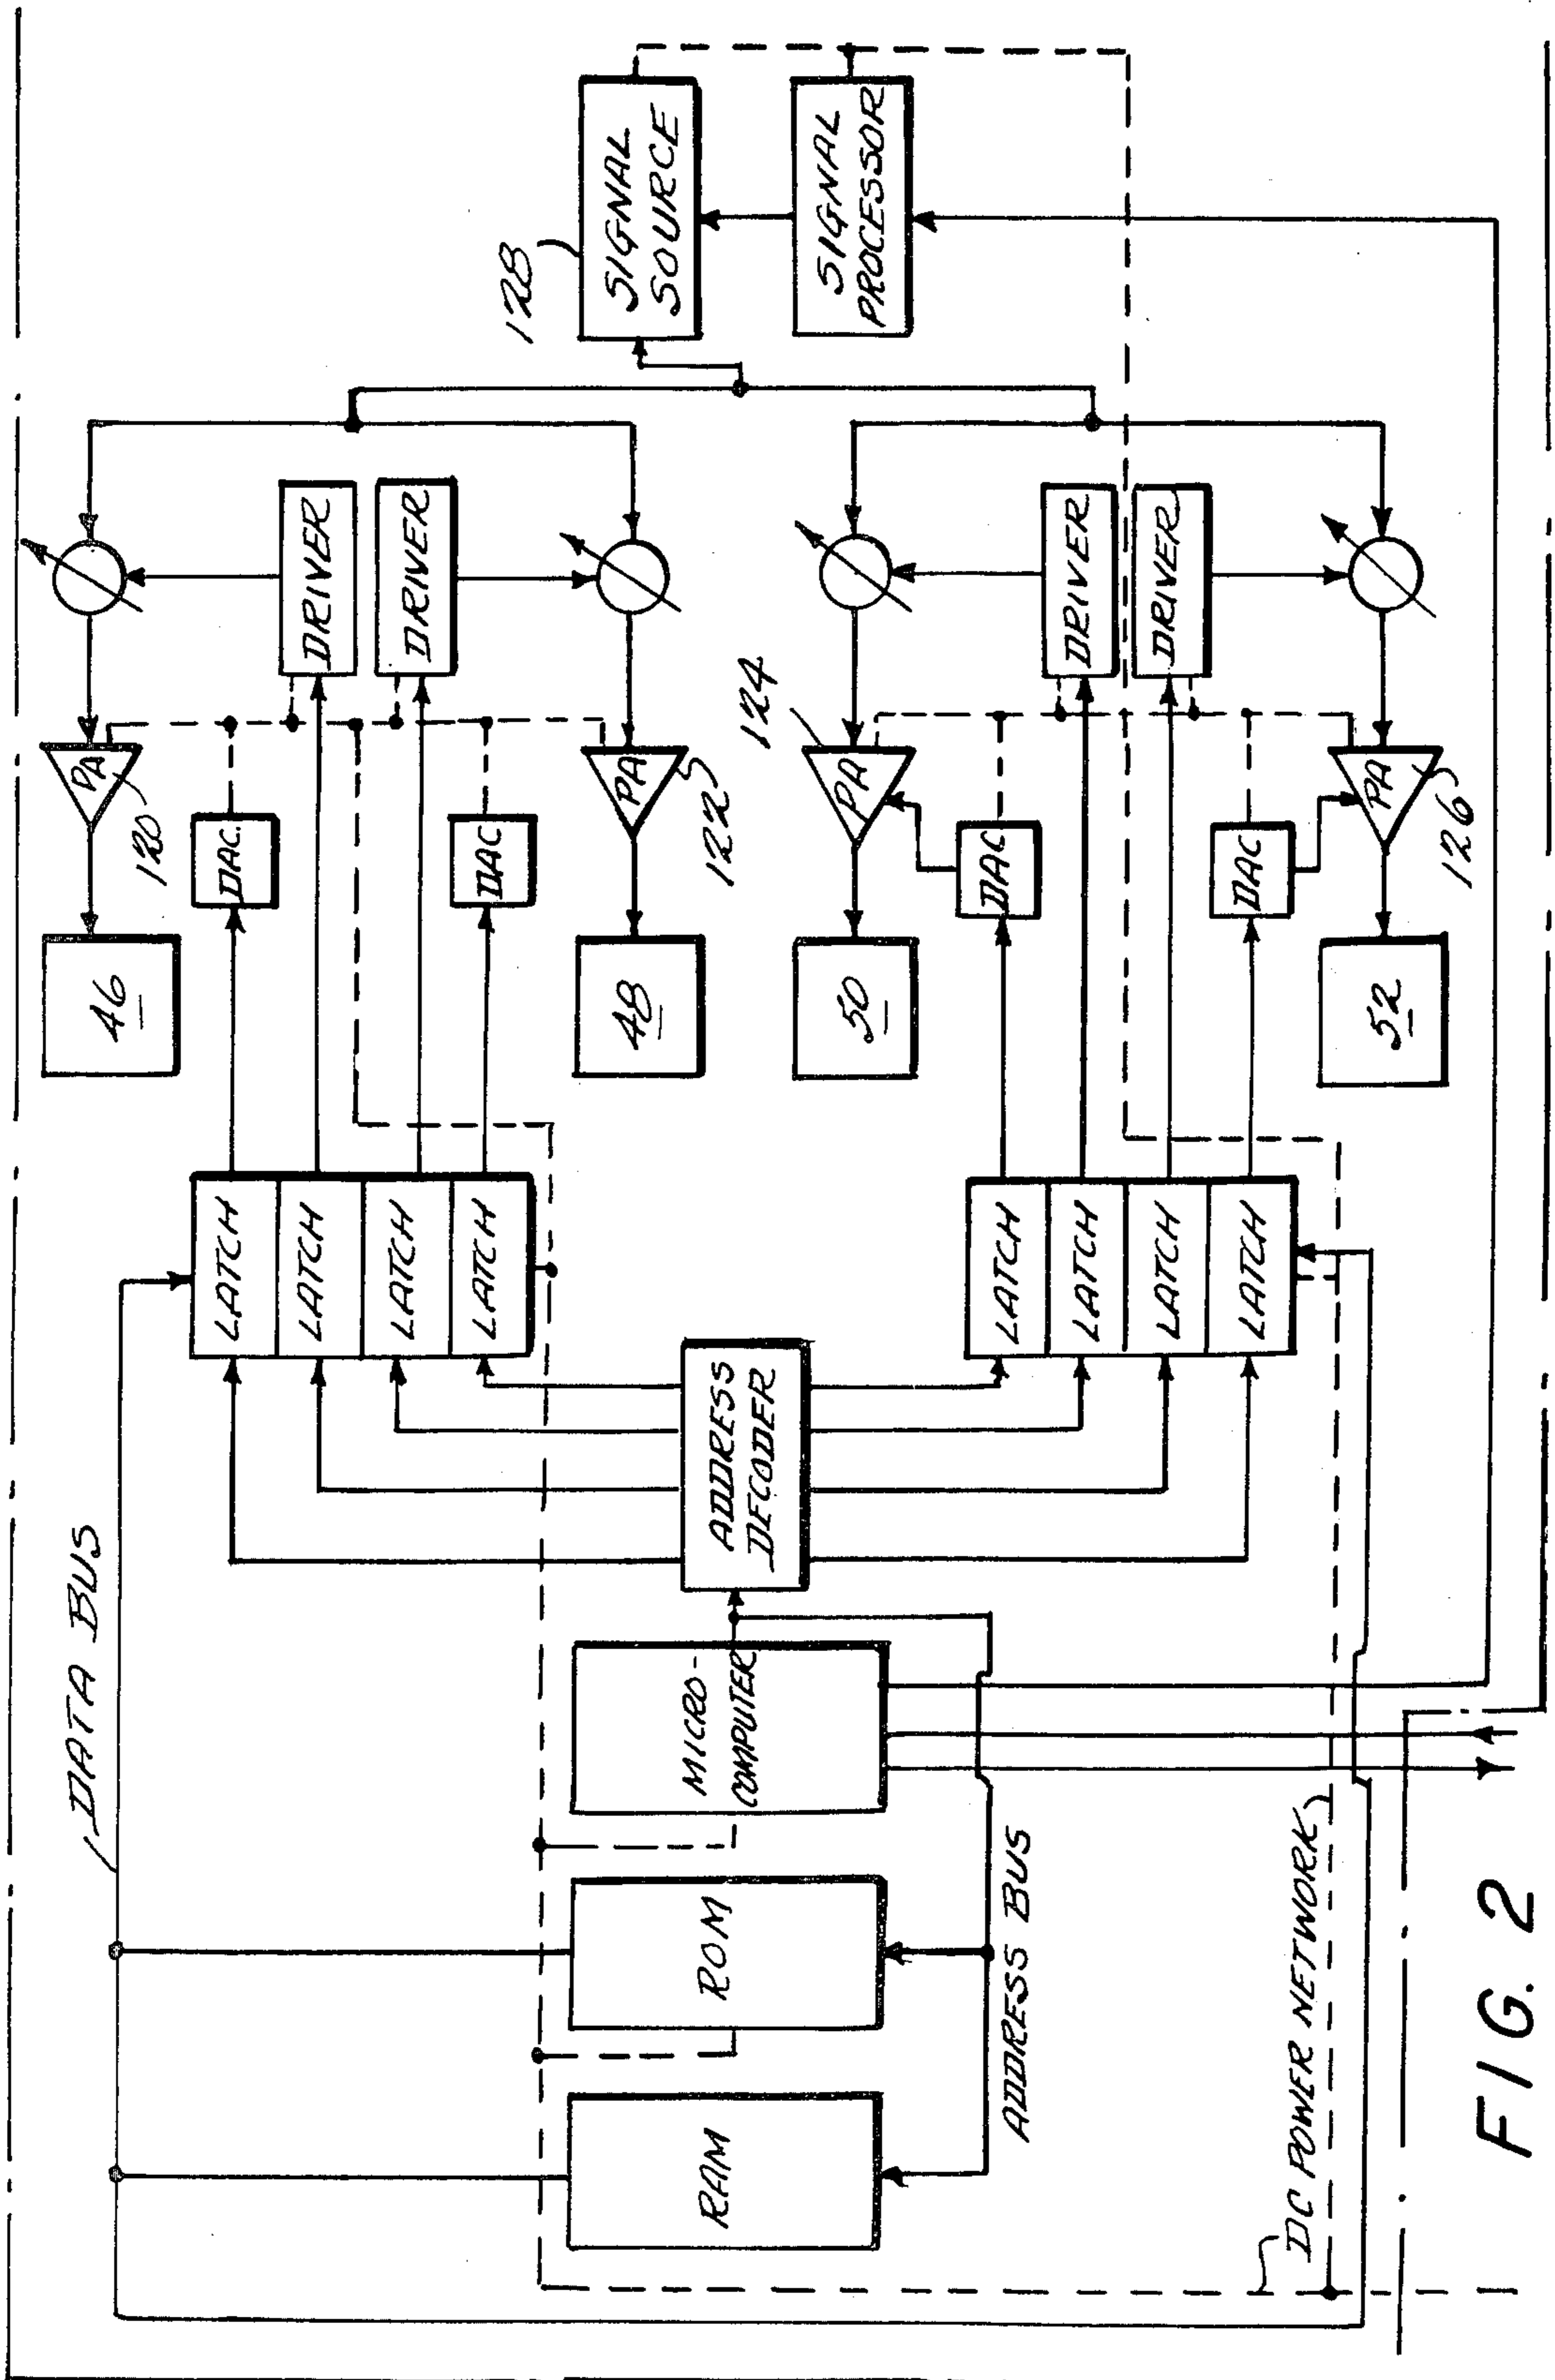 DATA BUS
46
PA
120
DAC
DRIVER
DRIVER
DAC
48
PA
122
LATCH
LATCH
LATCH
LATCH
128
SIGNAL
SOURCE
SIGNAL
PROCESSOR
RAM
ROM
MICRO-
COMPUTER
ADDRESS
DECODER
ADDRESS BUS
50
PA
124
DAC
DRIVER
DRIVER
DAC
52
PA
126
LATCH
LATCH
LATCH
LATCH
DC POWER NETWORK
FIG. 2